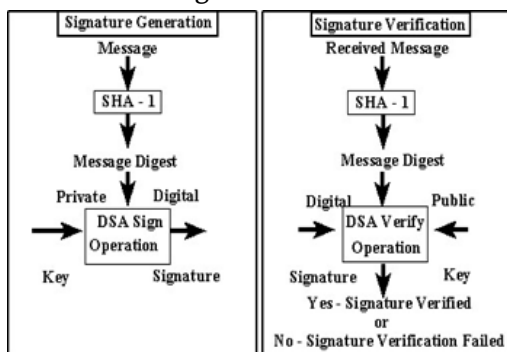 Signature Generation
Message
SHA - 1
Message Digest
Private Digital
DSA Sign
Operation
Key Signature
Signature Verification
Received Message
SHA - 1
Message Digest
Digital Public
DSA Verify
Operation
Signature Key
Yes - Signature Verified
or
No - Signature Verification Failed